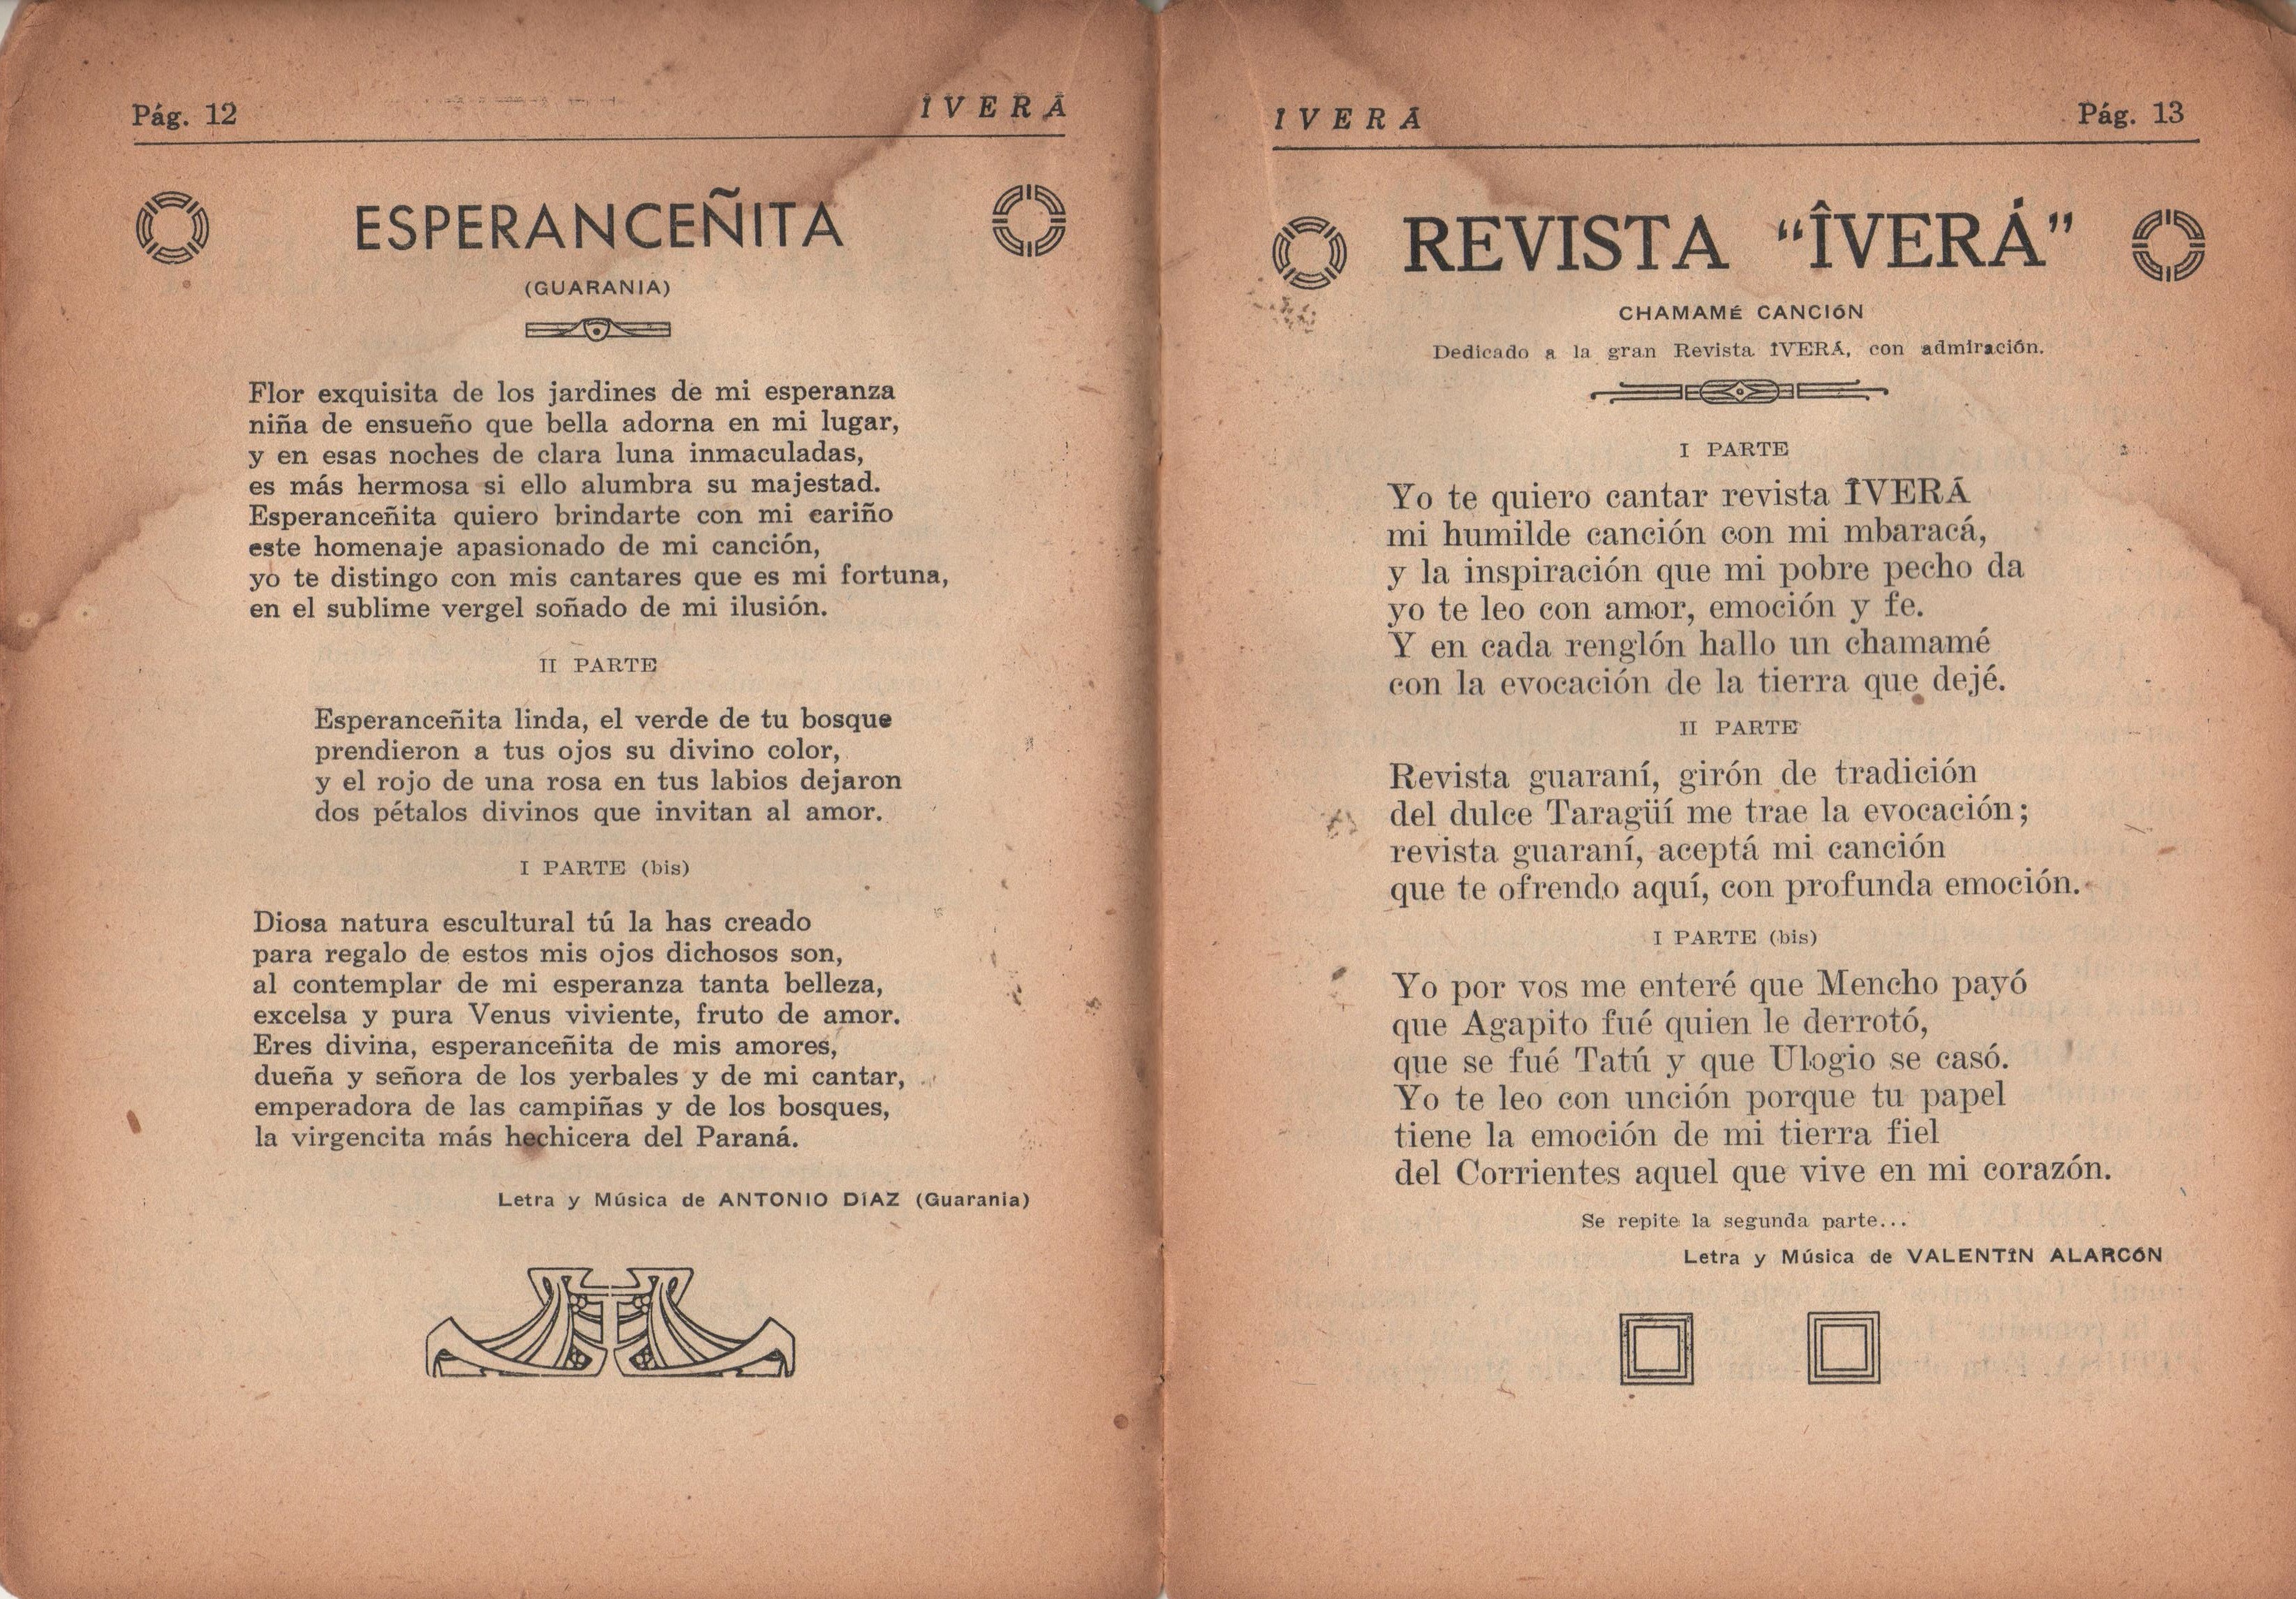 Pág. 12
ÎVERÁ
ESPERANCEÑITA
(GUARANIA)
Flor exquisita de los jardines de mi esperanza
niña de ensueño que bella adorna en mi lugar,
y en esas noches de clara luna inmaculadas,
es más hermosa si ello alumbra su majestad.
Esperanceñita quiero brindarte con mi cariño
este homenaje apasionado de mi canción,
yo te distingo con mis cantares que es mi fortuna,
en el sublime vergel soñado de mi ilusión.
II PARTE
Esperanceñita linda, el verde de tu bosque
prendieron a tus ojos su divino color,
y el rojo de una rosa en tus labios dejaron
dos pétalos divinos que invitan al amor.
I PARTE (bis)
Diosa natura escultural tú la has creado
para regalo de estos mis ojos dichosos son,
al contemplar de mi esperanza tanta belleza,
excelsa y pura Venus viviente, fruto de amor.
Eres divina, esperanceñita de mis amores,
dueña y señora de los yerbales y de mi cantar,
emperadora de las campiñas y de los bosques,
la virgencita más hechicera del Paraná.
Letra y Música de ANTONIO DíAZ (Guarania)
ÎVERÁ
Pág. 13
REVISTA "ÎVERÁ"
CHAMAMÉ CANCIÓN
Dedicado a la gran Revista ÎVERÁ, con admiración.
I PARTE
Yo te quiero cantar revista ÎVERÁ
mi humilde canción con mi mbaracá,
y la inspiración que mi pobre pecho da
yo te leo con amor, emoción y fe.
Y en cada renglón hallo un chamamé
con la evocación de la tierra que dejé.
II PARTE
Revista guaraní, girón de tradición
del dulce Taragüí me trae la evocación;
revista guaraní, aceptá mi canción
que te ofrendo aquí, con profunda emoción.
I PARTE (bis)
Yo por vos me enteré que Mencho payó
que Agapito fué quien le derrotó,
que se fué Tatú y que Ulogio se casó.
Yo te leo con unción porque tu papel
tiene la emoción de mi tierra fiel
del Corrientes aquel que vive en mi corazón.
Se repite la segunda parte...
Letra y Música de VALENTÎN ALARCÓN